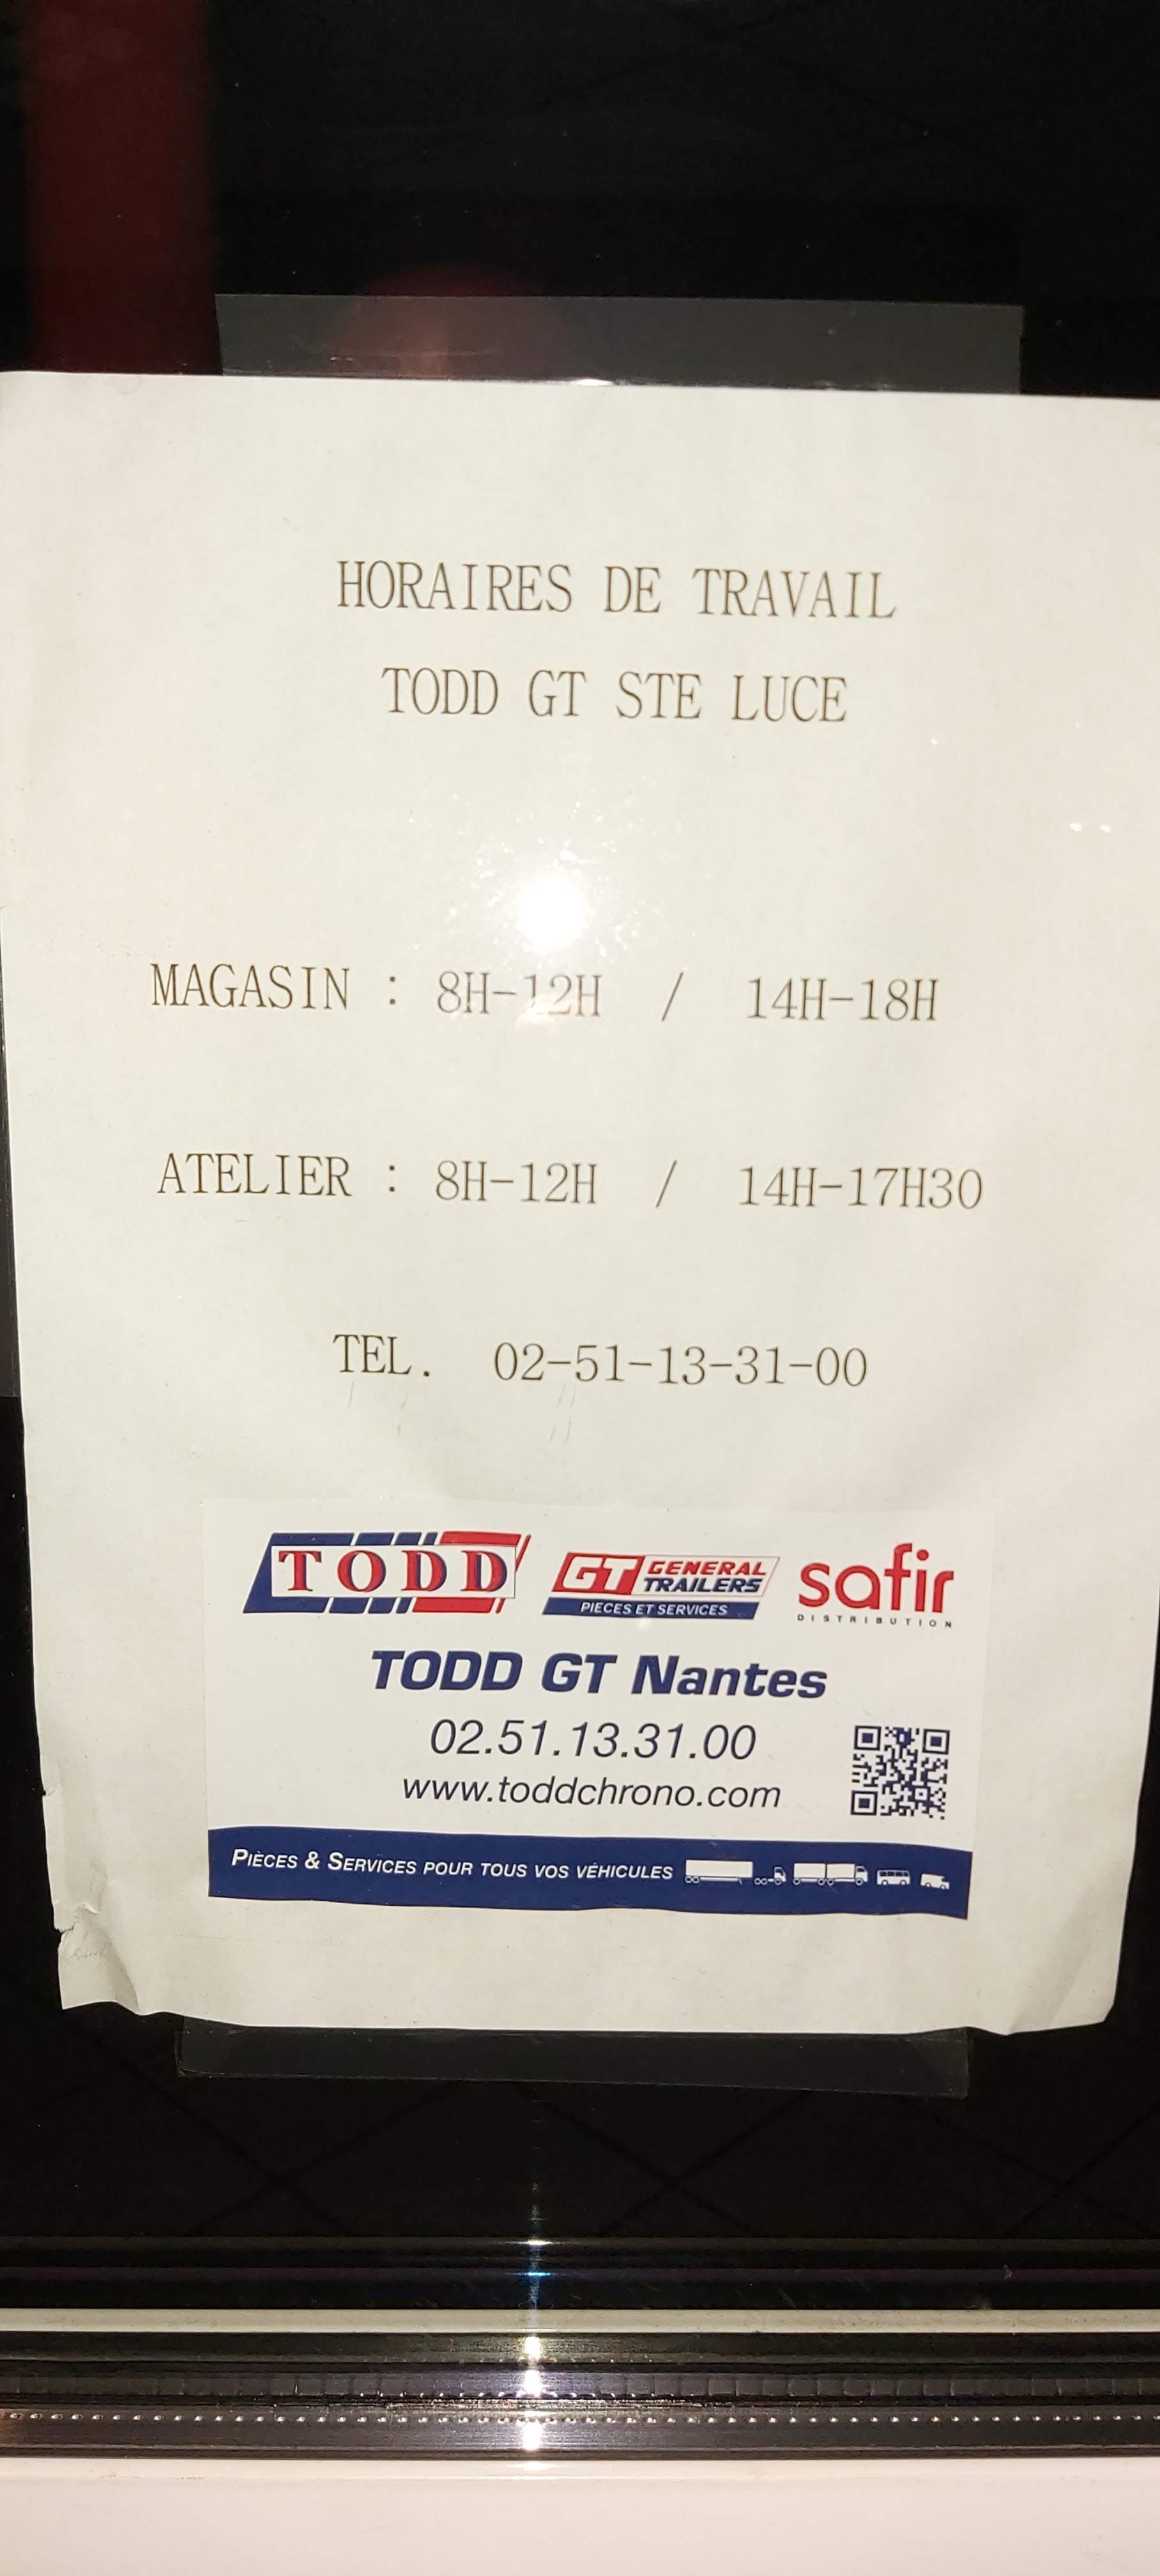 HORAIRES DE TRAVAIL
TODD GT STE LUCE
MAGASIN : 8H-12H / 14H-18H
ATELIER : 8H-12H / 14H-17H30
TEL. 02-51-13-31-00
TODD
GT GENERAL TRAILERS
PIECES ET SERVICES
safir
DISTRIBUTION
TODD GT Nantes
02.51.13.31.00
www.toddchrono.com
PIÈCES & SERVICES POUR TOUS VOS VÉHICULES